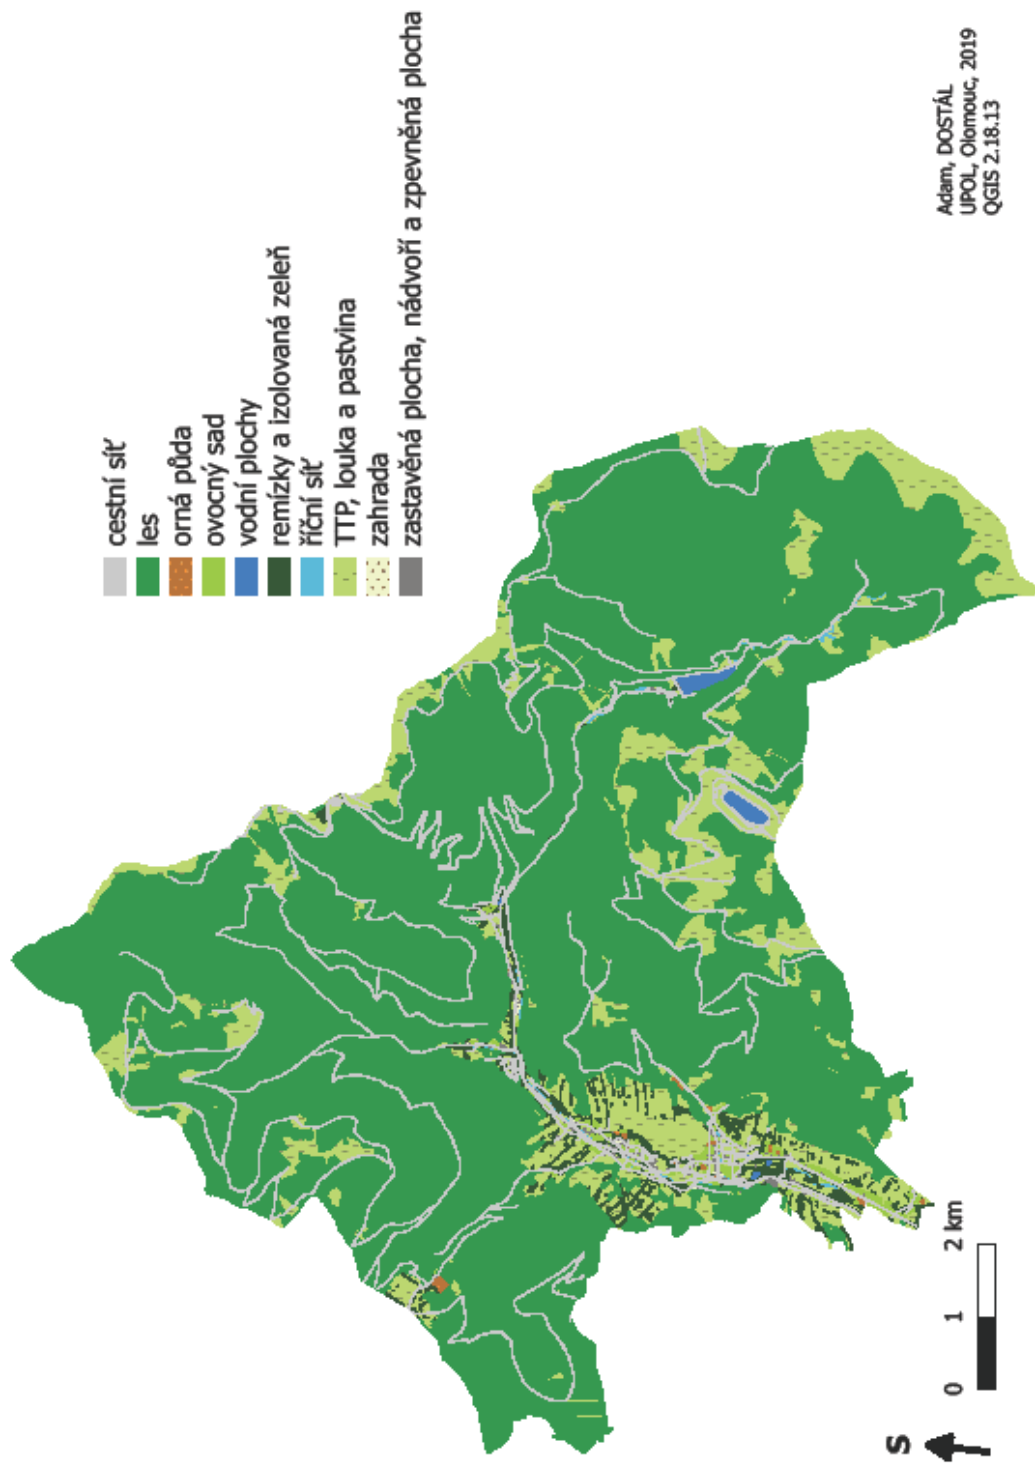 cestní síť
les
orná půda
ovocný sad
vodní plochy
remízky a izolovaná zeleň
říční síť
TTP, louka a pastvina
zahrada
zastavěná plocha, nádvoří a zpevněná plocha
S
0 1 2 km
Adam, DOSTÁL
UPOL, Olomouc, 2019
QGIS 2.18.13